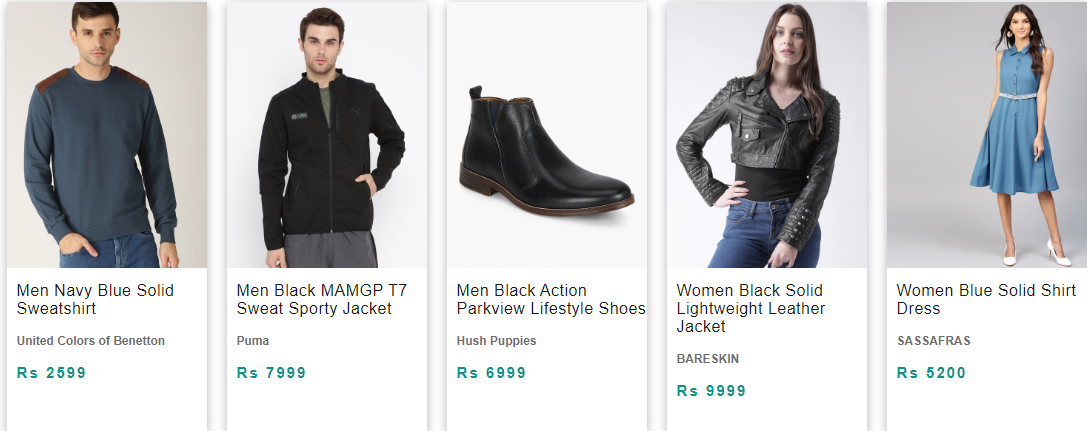 Men Navy Blue Solid
Sweatshirt
United Colors of Benetton
Rs 2599
Men Black MAMGP T7
Sweat Sporty Jacket
Puma
Rs 7999
Men Black Action
Parkview Lifestyle Shoes
Hush Puppies
Rs 6999
Women Black Solid
Lightweight Leather
Jacket
BARESKIN
Rs 9999
Women Blue Solid Shirt
Dress
SASSAFRAS
Rs 5200